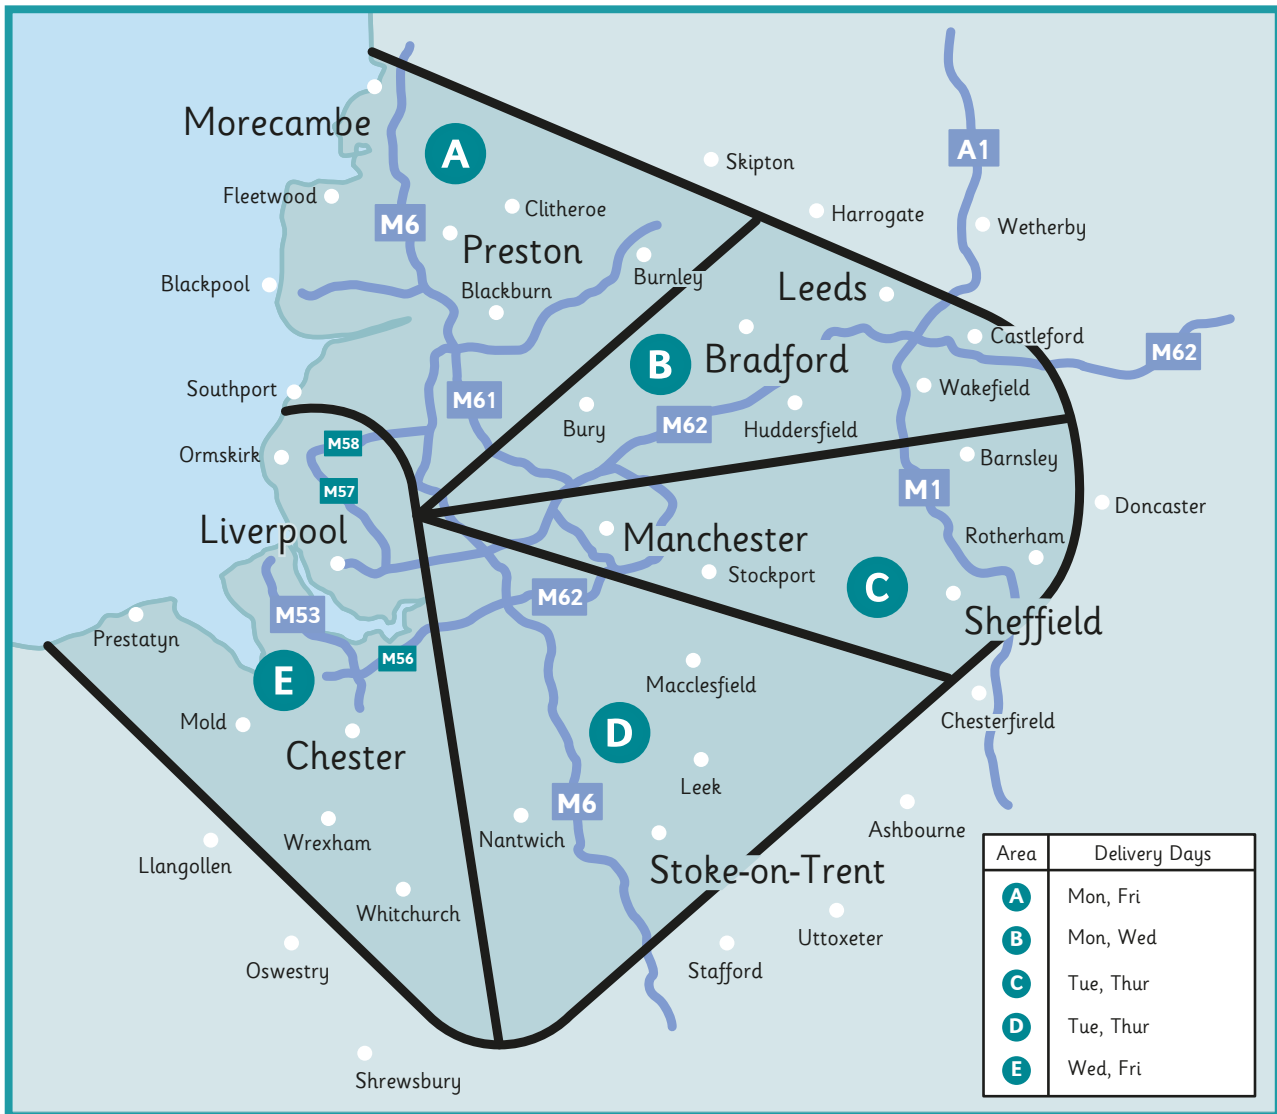 Morecambe
A
Skipton
A1
Fleetwood
Clitheroe
Harrogate
M6
Wetherby
Preston
Burnley
Blackpool
Blackburn
Leeds
Castleford
B
Bradford
M62
Southport
M61
Wakefield
M62
Bury
Huddersfield
M58
Ormskirk
Barnsley
M57
M1
Doncaster
Liverpool
Manchester
Rotherham
Stockport
C
M62
M53
Sheffield
Prestatyn
M56
E
Macclesfield
Mold
Chesterfireld
D
Chester
Leek
M6
Ashbourne
Nantwich
Wrexham
Llangollen
Stoke-on-Trent
Whitchurch
Uttoxeter
Oswestry
Stafford
Shrewsbury
Area Delivery Days
A Mon, Fri
B Mon, Wed
C Tue, Thur
D Tue, Thur
E Wed, Fri